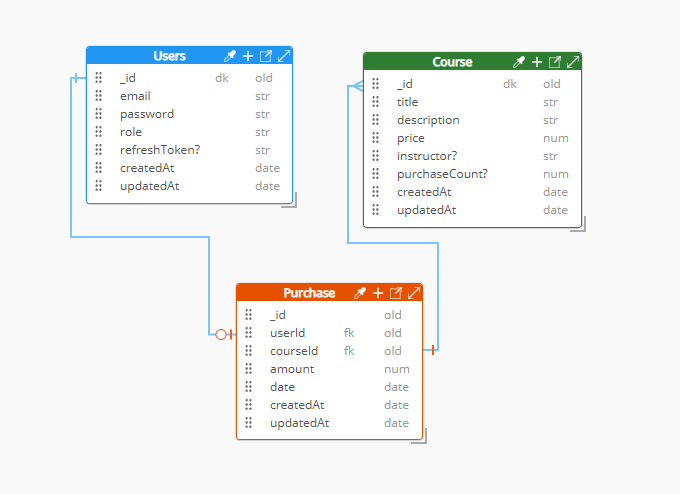 Users
_id dk old
email str
password str
role str
refreshToken? str
createdAt date
updatedAt date
Course
_id dk old
title str
description str
price num
instructor? str
purchaseCount? num
createdAt date
updatedAt date
Purchase
_id old
userId fk old
courseId fk old
amount num
date date
createdAt date
updatedAt date